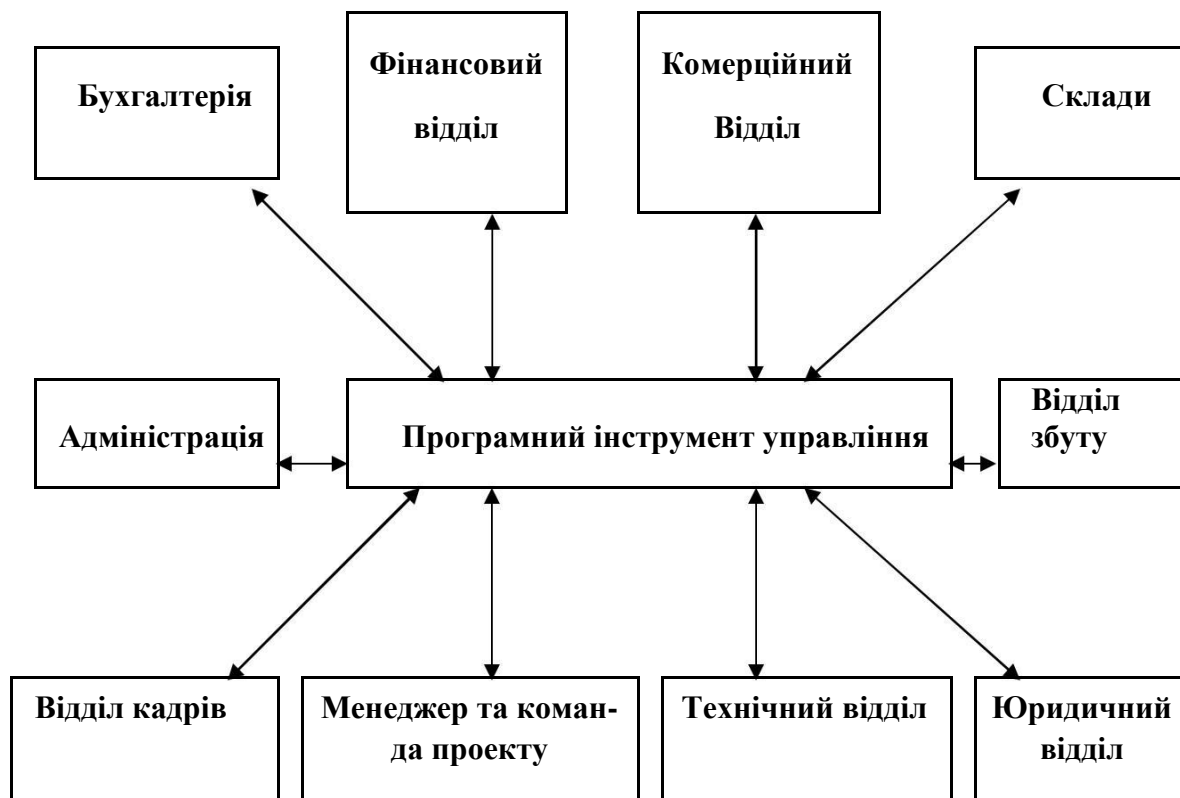 Бухгалтерія
Фінансовий
відділ
Комерційний
Відділ
Склади
Адміністрація
Програмний інструмент управління
Відділ
збуту
Відділ кадрів
Менеджер та коман-
да проекту
Технічний відділ
Юридичний
відділ